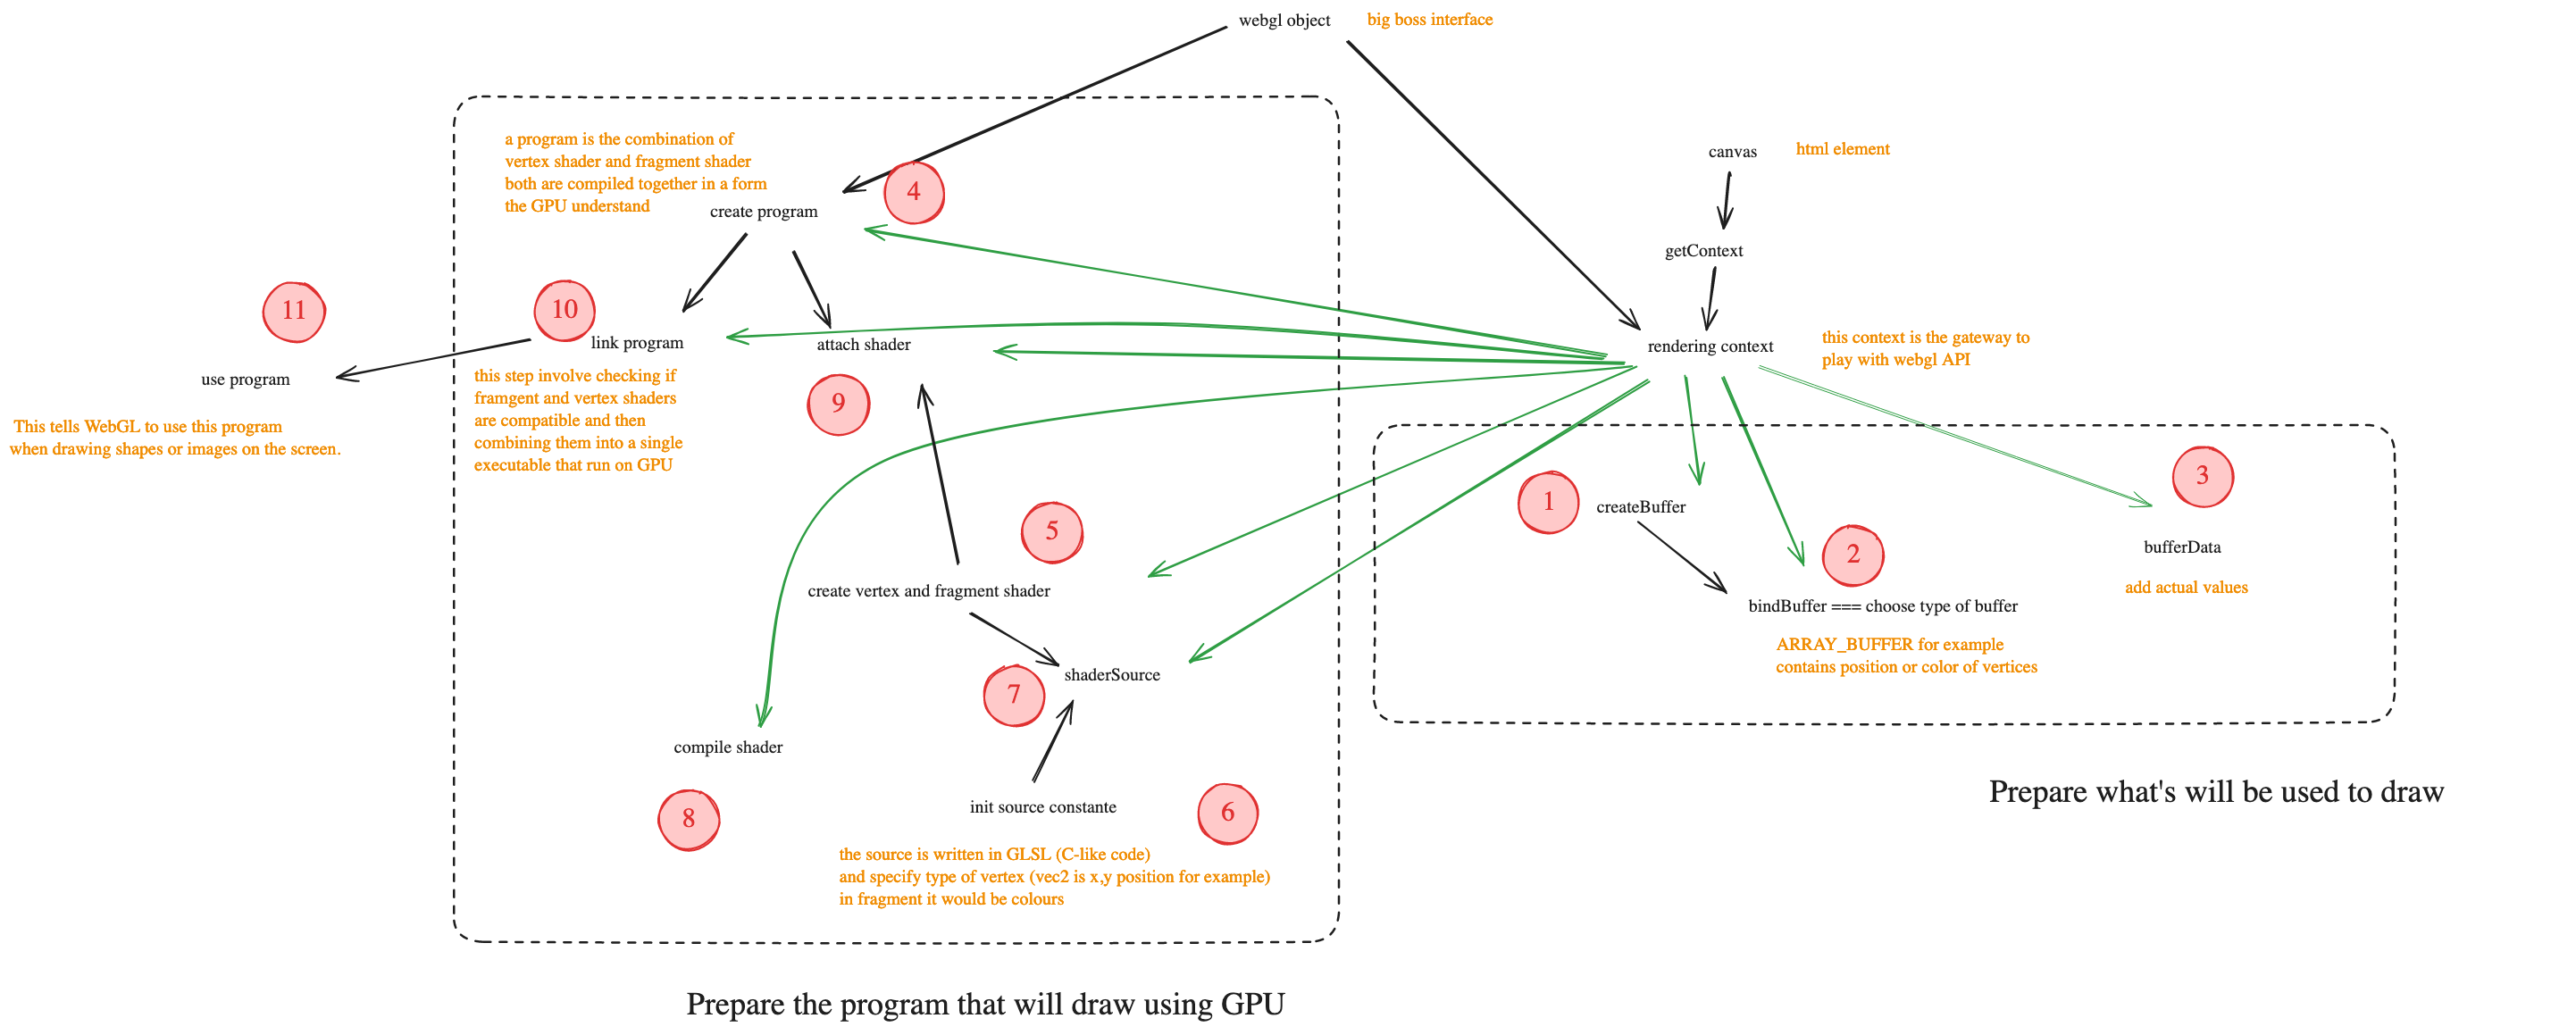 webgl object
big boss interface
a program is the combination of
vertex shader and fragment shader
both are compiled together in a form
the GPU understand
4
create program
canvas
html element
getContext
11
10
link program
attach shader
rendering context
this context is the gateway to
play with webgl API
use program
this step involve checking if
framgent and vertex shaders
are compatible and then
combining them into a single
executable that run on GPU
9
This tells WebGL to use this program
when drawing shapes or images on the screen.
5
create vertex and fragment shader
1
createBuffer
2
3
bufferData
add actual values
bindBuffer === choose type of buffer
ARRAY_BUFFER for example
contains position or color of vertices
7
shaderSource
compile shader
8
init source constante
6
the source is written in GLSL (C-like code)
and specify type of vertex (vec2 is x,y position for example)
in fragment it would be colours
Prepare what's will be used to draw
Prepare the program that will draw using GPU